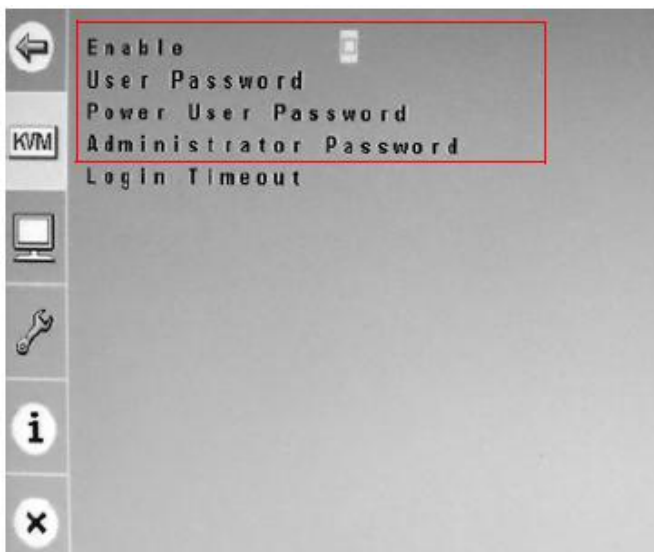 Enable
User Password
Power User Password
KVM
Administrator Password
Login Timeout
i